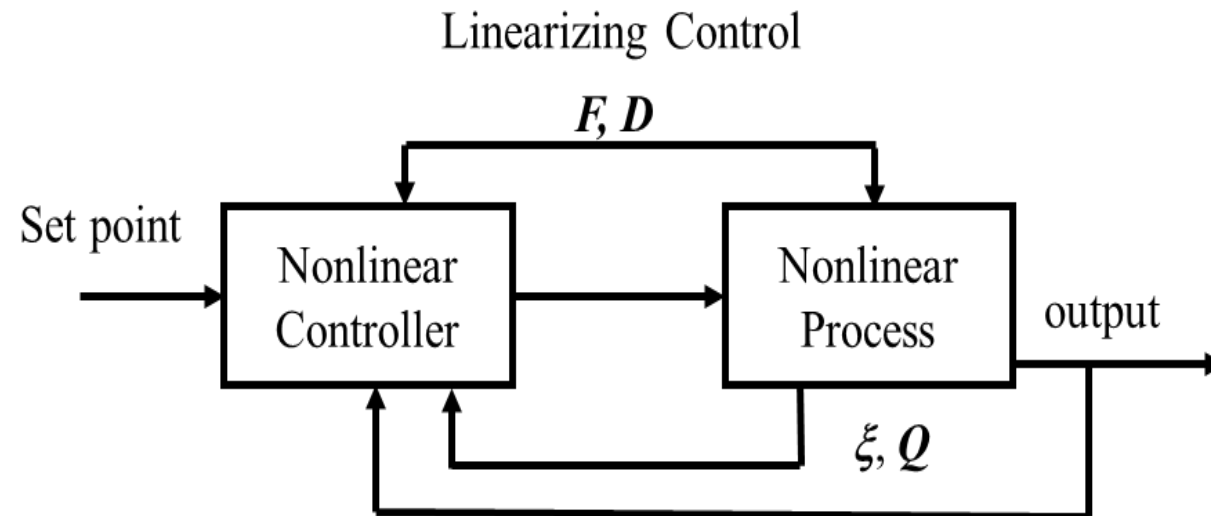 Linearizing Control
F, D
Set point
Nonlinear
Controller
Nonlinear
Process
output
ξ, Q